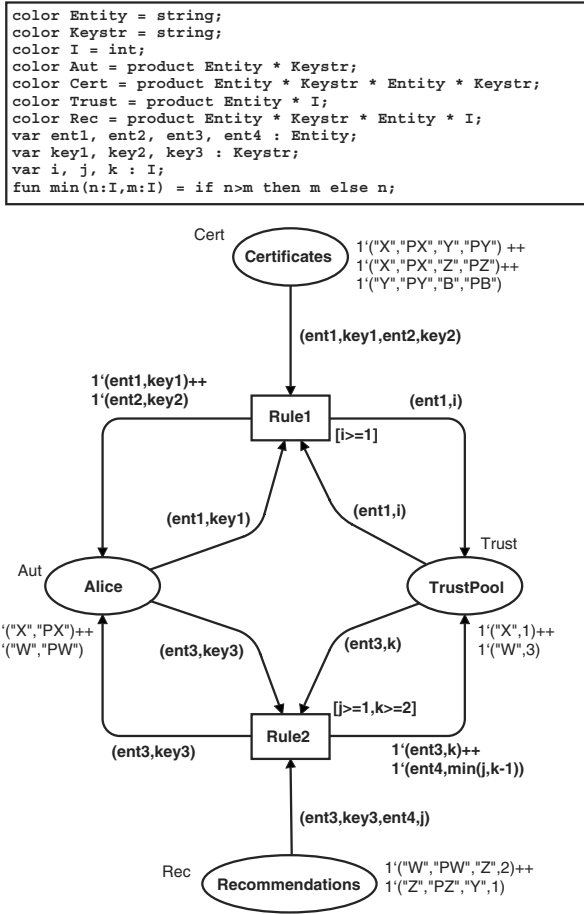 color Entity = string;
color Keystr = string;
color I = int;
color Aut = product Entity * Keystr;
color Cert = product Entity * Keystr * Entity * Keystr;
color Trust = product Entity * I;
color Rec = product Entity * Keystr * Entity * I;
var ent1, ent2, ent3, ent4 : Entity;
var key1, key2, key3 : Keystr;
var i, j, k : I;
fun min(n:I,m:I) = if n>m then m else n;
Cert
Certificates
1‘("X","PX","Y","PY") ++
1‘("X","PX","Z","PZ")++
1‘("Y","PY","B","PB")
(ent1,key1,ent2,key2)
1‘(ent1,key1)++
1‘(ent2,key2)
Rule1
(ent1,i)
[i>=1]
(ent1,key1)
(ent1,i)
Aut
Alice
‘("X","PX")++
‘("W","PW")
Trust
TrustPool
1‘("X",1)++
1‘("W",3)
(ent3,key3)
(ent3,k)
[j>=1,k>=2]
Rule2
(ent3,key3)
1‘(ent3,k)++
1‘(ent4,min(j,k-1))
(ent3,key3,ent4,j)
Rec
Recommendations
1‘("W","PW","Z",2)++
1‘("Z","PZ","Y",1)